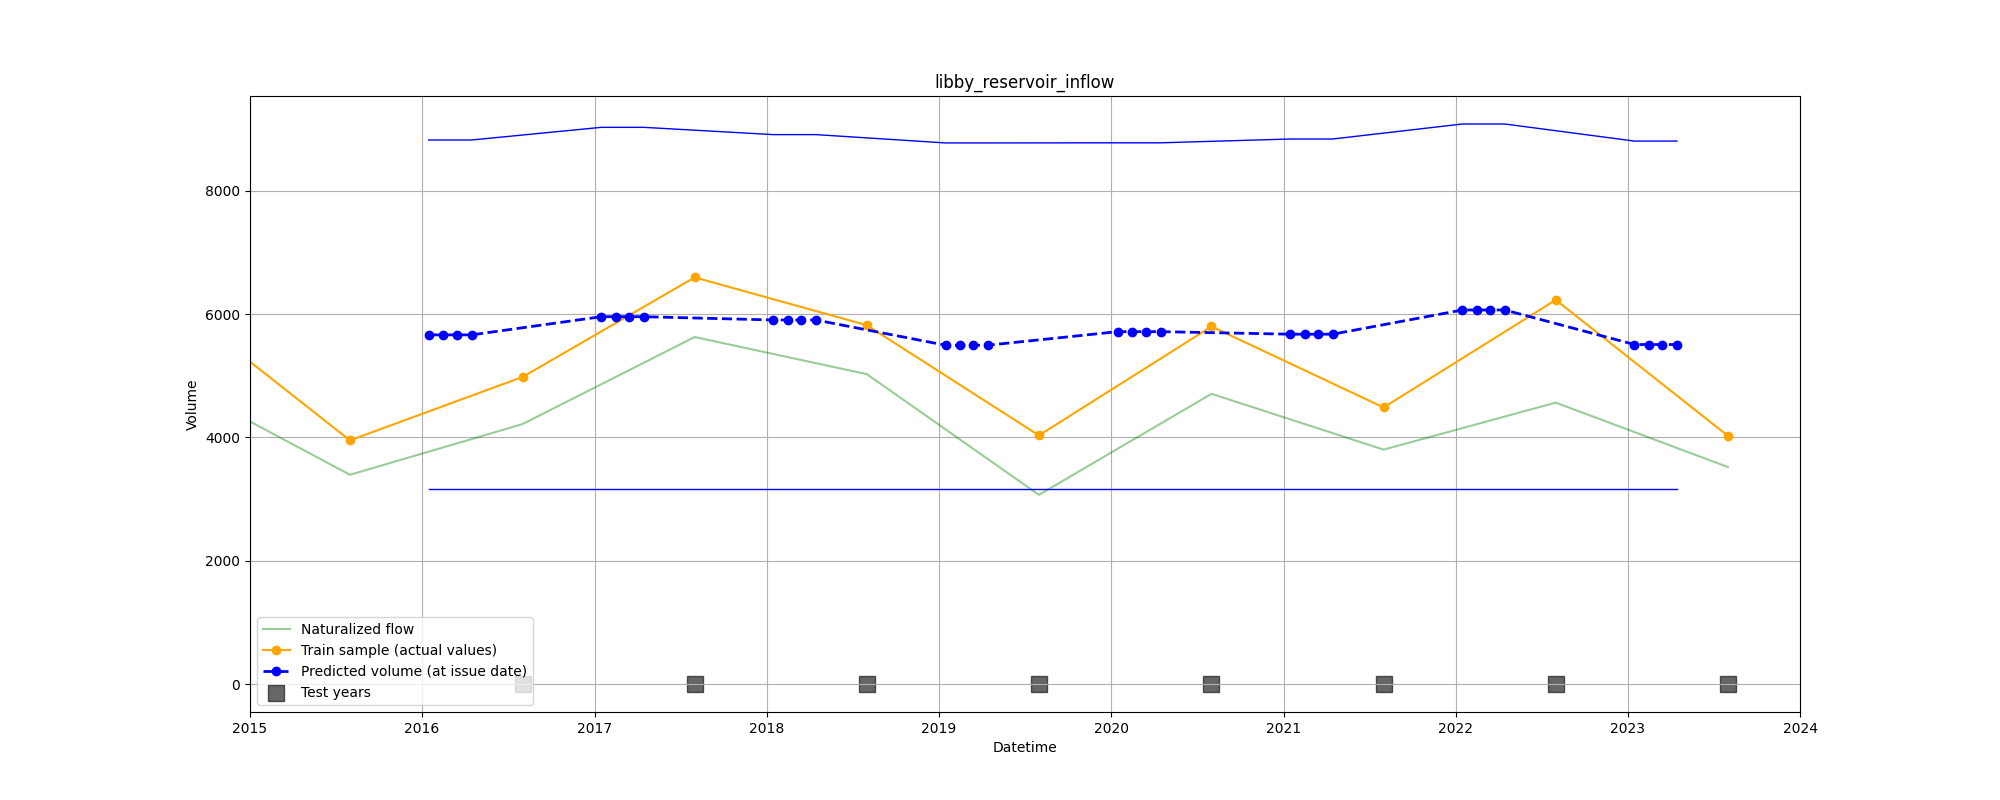 libby_reservoir_inflow
Volume
8000
6000
4000
2000
0
Naturalized flow
Train sample (actual values)
Predicted volume (at issue date)
Test years
2015 2016 2017 2018 2019 2020 2021 2022 2023 2024
Datetime